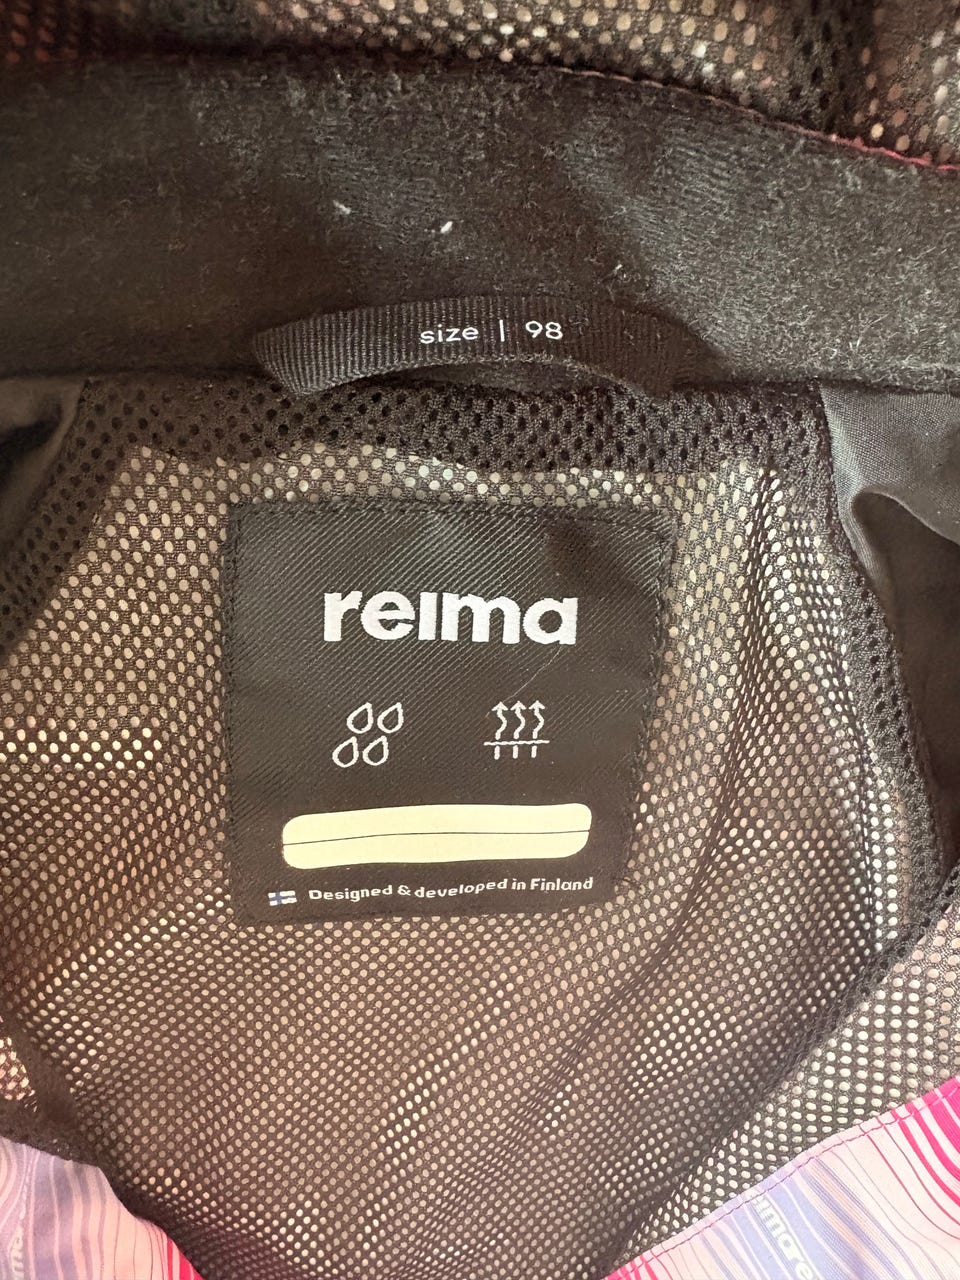 size | 98
reima
Designed & developed in Finland